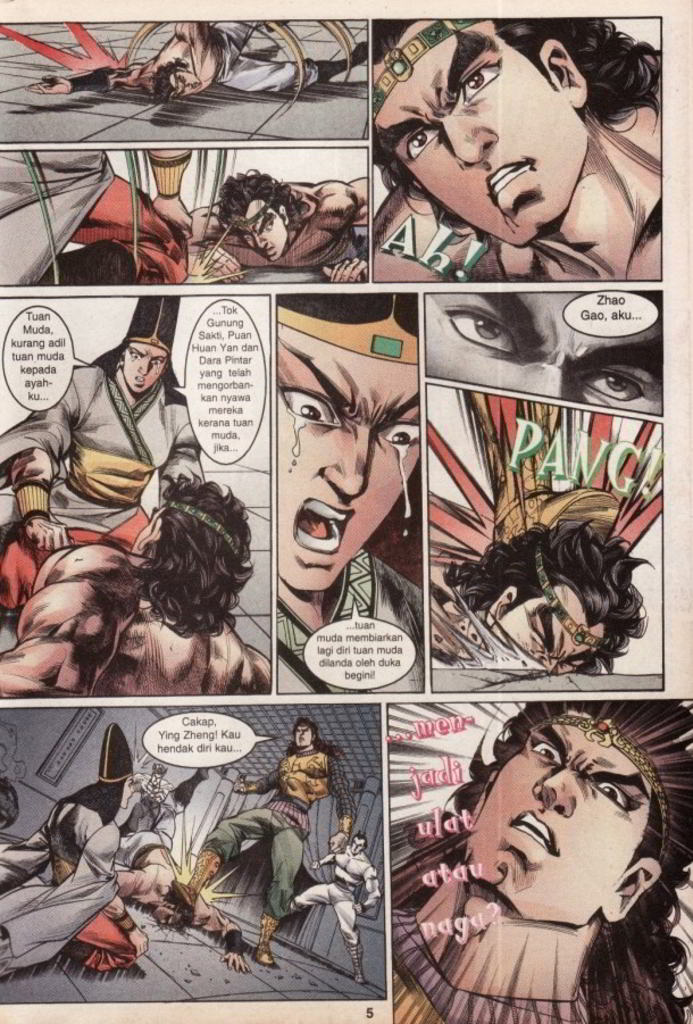 Ah!
Tuan
Muda,
kurang adil
tuan muda
kepada
ayah-
ku...
...Tok
Gunung
Sakti, Puan
Huan Yan dan
Dara Pintar
yang telah
mengorban-
kan nyawa
mereka
kerana tuan
muda,
jika...
...tuan
muda membiarkan
lagi diri tuan muda
dilanda oleh duka
begini!
Zhao
Gao, aku...
PANG!
Cakap,
Ying Zheng! Kau
hendak diri kau...
...men-
jadi
ulat
atau
naga?
5